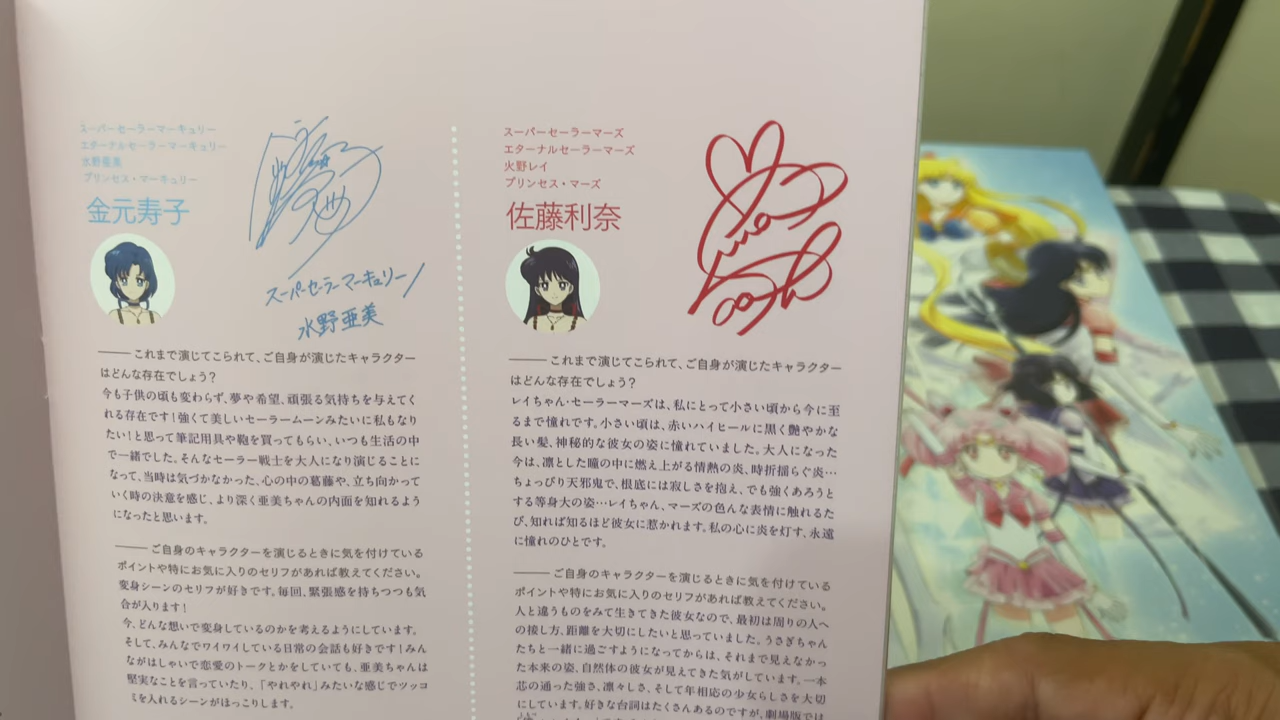 スーパーセーラーマーキュリー
エターナルセーラーマーキュリー
水野亜美
プリンセス・マーキュリー
金元寿子
スーパーセーラーマーキュリー/
水野亜美
―― これまで演じてこられて、ご自身が演じたキャラクター
はどんな存在でしょう?
今も子供の頃も変わらず、夢や希望、頑張る気持ちを与えてく
れる存在です!強くて美しいセーラームーンみたいに私もなり
たい!と思って筆記用具や鞄を買ってもらい、いつも生活の中
で一緒でした。そんなセーラー戦士を大人になり演じることに
なって、当時は気づかなかった、心の中の葛藤や、立ち向かって
いく時の決意を感じ、より深く亜美ちゃんの内面を知れるよう
になったと思います。
―― ご自身のキャラクターを演じるときに気を付けている
ポイントや特にお気に入りのセリフがあれば教えてください。
変身シーンのセリフが好きです。毎回、緊張感を持ちつつも気
合が入ります!
今、どんな想いで変身しているのかを考えるようにしています。
そして、みんなでワイワイしている日常の会話も好きです!みん
ながはしゃいで恋愛のトークとかをしていても、亜美ちゃんは
堅実なことを言っていたり、「やれやれ」みたいな感じでツッコ
ミを入れるシーンがほっこりします。
スーパーセーラーマーズ
エターナルセーラーマーズ
火野レイ
プリンセス・マーズ
佐藤利奈
―― これまで演じてこられて、ご自身が演じたキャラクター
はどんな存在でしょう?
レイちゃん・セーラーマーズは、私にとって小さい頃から今に至
るまで憧れです。小さい頃は、赤いハイヒールに黒く艶やかな
長い髪、神秘的な彼女の姿に憧れていました。大人になった
今は、凛とした瞳の中に燃え上がる情熱の炎、時折揺らぐ炎…
ちょっぴり天邪鬼で、根底には寂しさを抱え、でも強くあろうと
する等身大の姿…レイちゃん、マーズの色んな表情に触れるた
び、知れば知るほど彼女に惹かれます。私の心に炎を灯す、永遠
に憧れのひとです。
―― ご自身のキャラクターを演じるときに気を付けている
ポイントや特にお気に入りのセリフがあれば教えてください。
人と違うものをみて生きてきた彼女なので、最初は周りの人へ
の接し方、距離を大切にしたいと思っていました。うさぎちゃん
たちと一緒に過ごすようになってからは、それまで見えなかっ
た本来の姿、自然体の彼女が見えてきた気がしています。一本
芯の通った強さ、凛々しさ、そして年相応の少女らしさを大切
にしています。好きな台詞はたくさんあるのですが、劇場版では